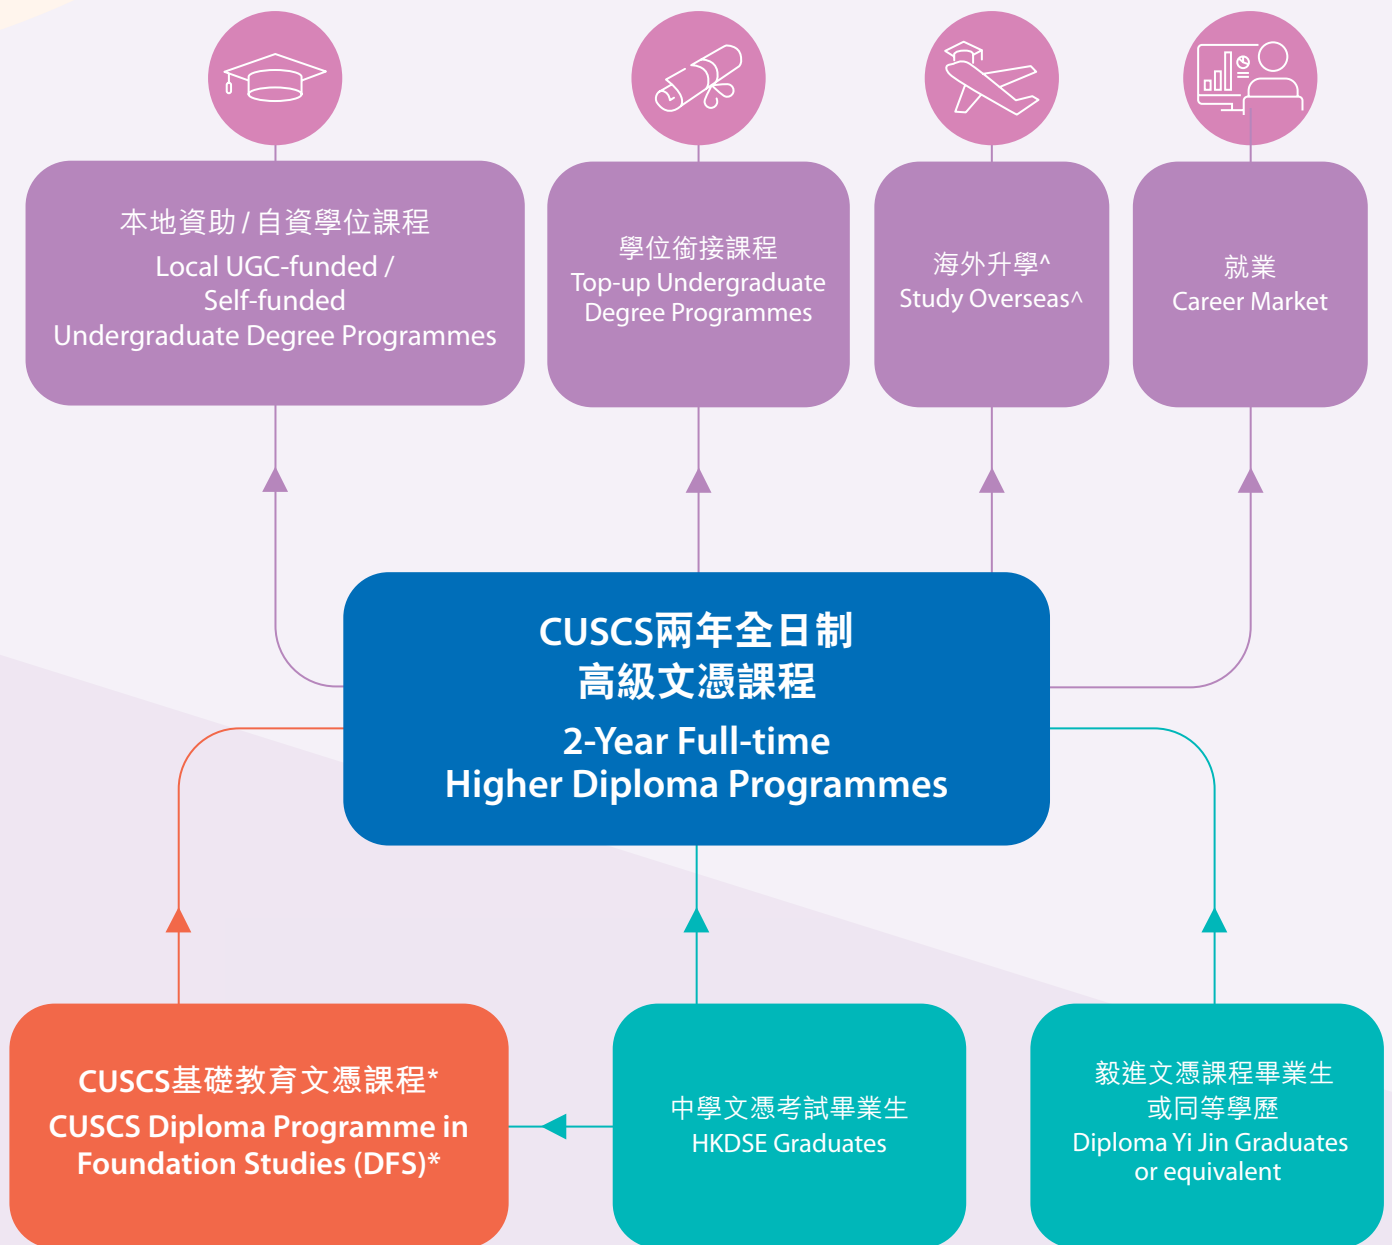 本地資助 / 自資學位課程
Local UGC-funded /
Self-funded
Undergraduate Degree Programmes
學位銜接課程
Top-up Undergraduate
Degree Programmes
海外升學^
Study Overseas^
就業
Career Market
CUSCS兩年全日制
高級文憑課程
2-Year Full-time
Higher Diploma Programmes
CUSCS基礎教育文憑課程*
CUSCS Diploma Programme in
Foundation Studies (DFS)*
中學文憑考試畢業生
HKDSE Graduates
毅進文憑課程畢業生
或同等學歷
Diploma Yi Jin Graduates
or equivalent